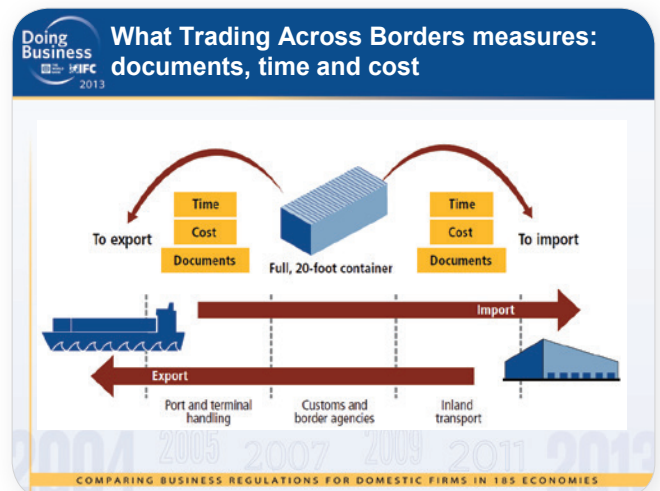 Doing
Business
IFC
2013
What Trading Across Borders measures:
documents, time and cost
Time
Cost
Documents
To export
Full, 20-foot container
Time
Cost
Documents
To import
Import
Export
Port and terminal
handling
Customs and
border agencies
Inland
transport
2004 2005 2007 2009 2011 2013
COMPARING BUSINESS REGULATIONS FOR DOMESTIC FIRMS IN 185 ECONOMIES